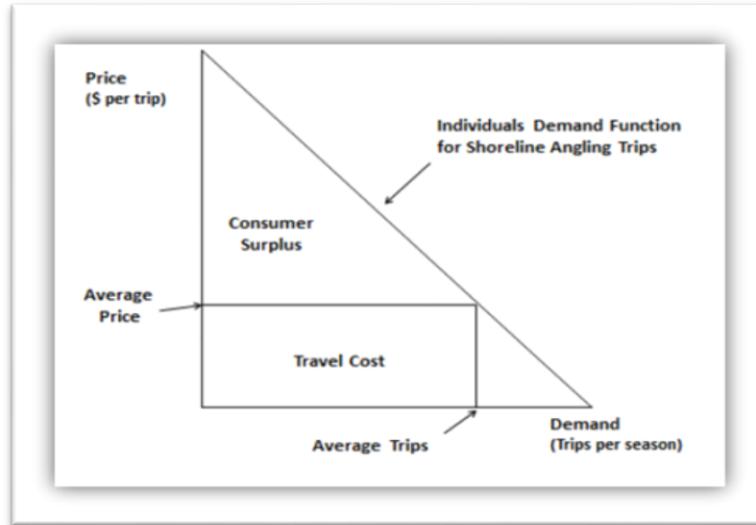 Price
($ per trip)
Individuals Demand Function
for Shoreline Angling Trips
Consumer
Surplus
Average
Price
Travel Cost
Average Trips
Demand
(Trips per season)